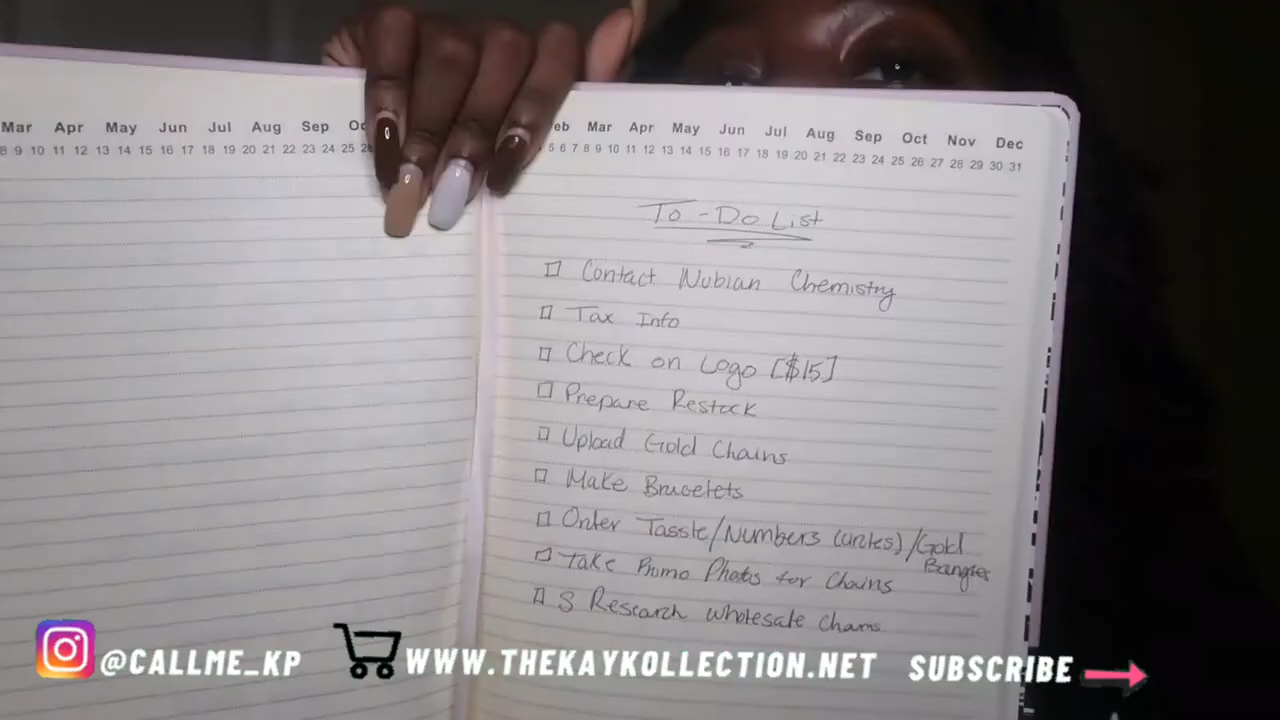 Mar Apr May Jun Jul Aug Sep Oc
8 9 10 11 12 13 14 15 16 17 18 19 20 21 22 23 24 25 26
eb Mar Apr May Jun Jul Aug Sep Oct Nov Dec
5 6 7 8 9 10 11 12 13 14 15 16 17 18 19 20 21 22 23 24 25 26 27 28 29 30 31
To-Do List
Contact Nubian Chemistry
Tax Info
Check on Logo [$15]
Prepare Restock
Upload Gold Chains
Make Bracelets
Order Tassle/Numbers /Gold
Bangles
Take Promo Photos for Chains
S Research wholesale
@CALLME_KP WWW.THEKAYKOLLECTION.NET SUBSCRIBE